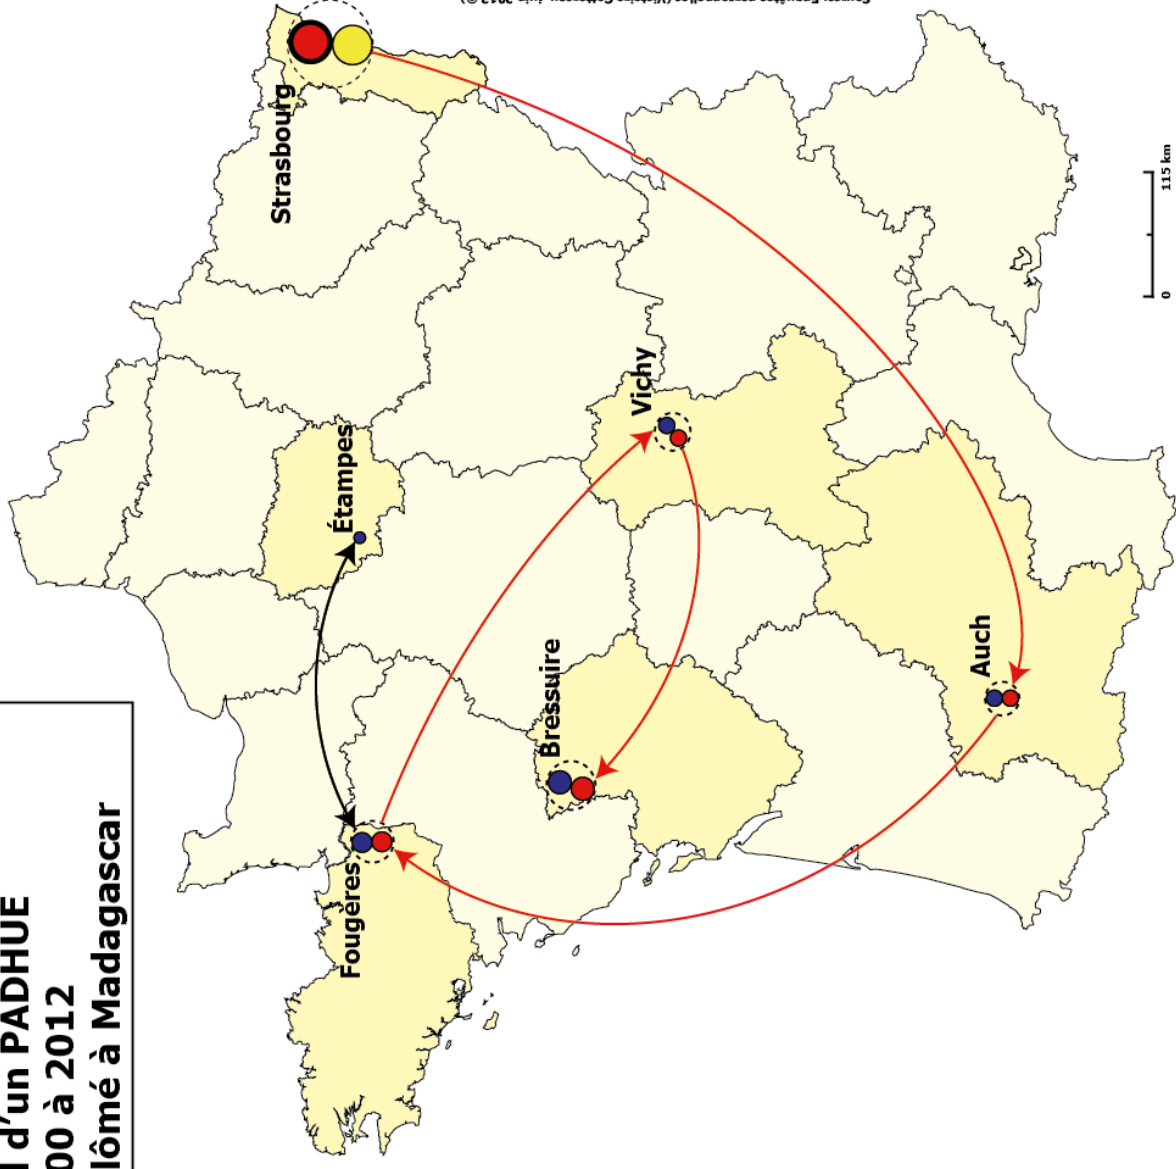 d'un PADHUE
00 à 2012
lômé à Madagascar
Strasbourg
Étampes
Vichy
Fougères
Bressuire
Auch
0
115 km